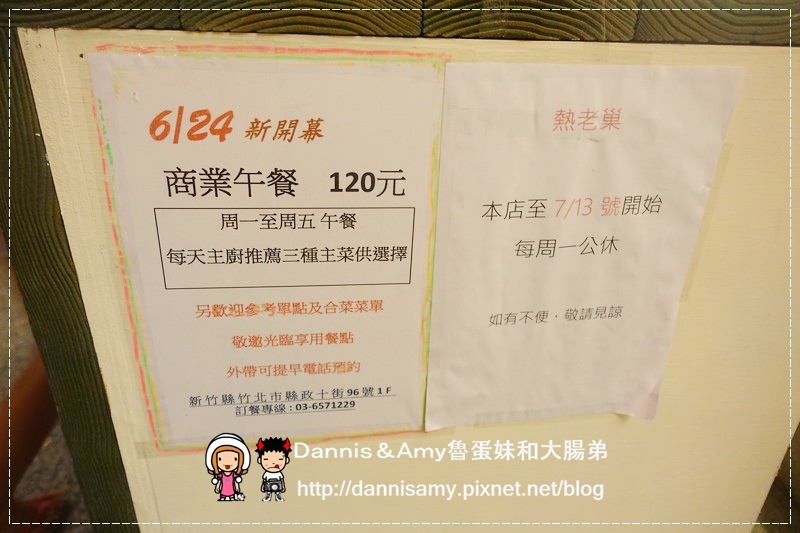 6/24 新開幕
商業午餐 120元
周一至周五 午餐
每天主廚推薦三種主菜供選擇
另歡迎參考單點及合菜菜單
敬邀光臨享用餐點
外帶可提早電話預約
新竹縣竹北市縣政十街96號1F
訂餐專線:03-6571229
熱老巢
本店至 7/13 號開始
每周一公休
如有不便,敬請見諒
Dannis&Amy魯蛋妹和大腸弟
http://dannisamy.pixnet.net/blog